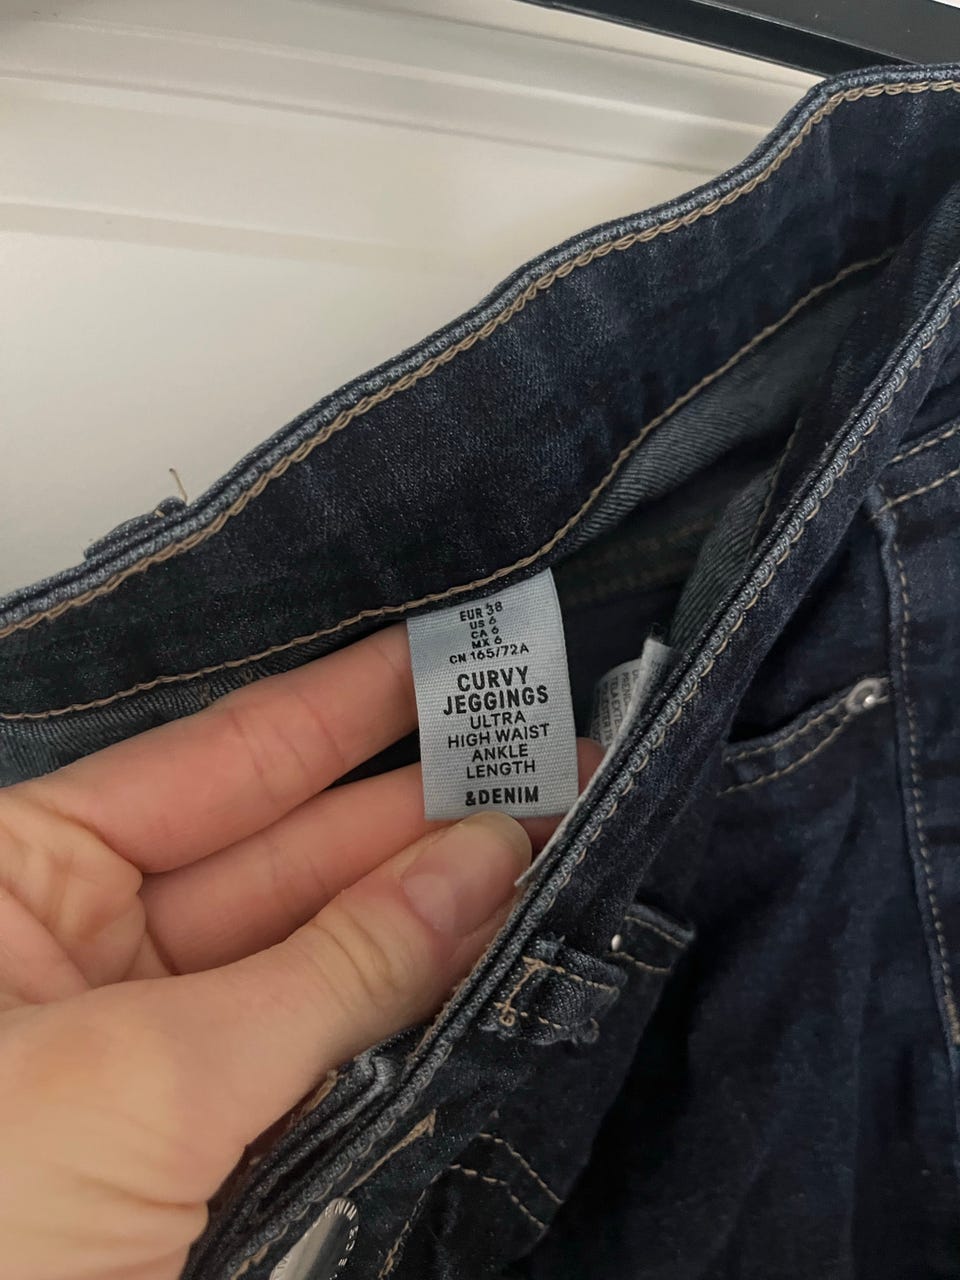 EUR 38
US 6
CA 6
MX 6
CN 165/72A
CURVY
JEGGINGS
ULTRA
HIGH WAIST
ANKLE
LENGTH
&DENIM